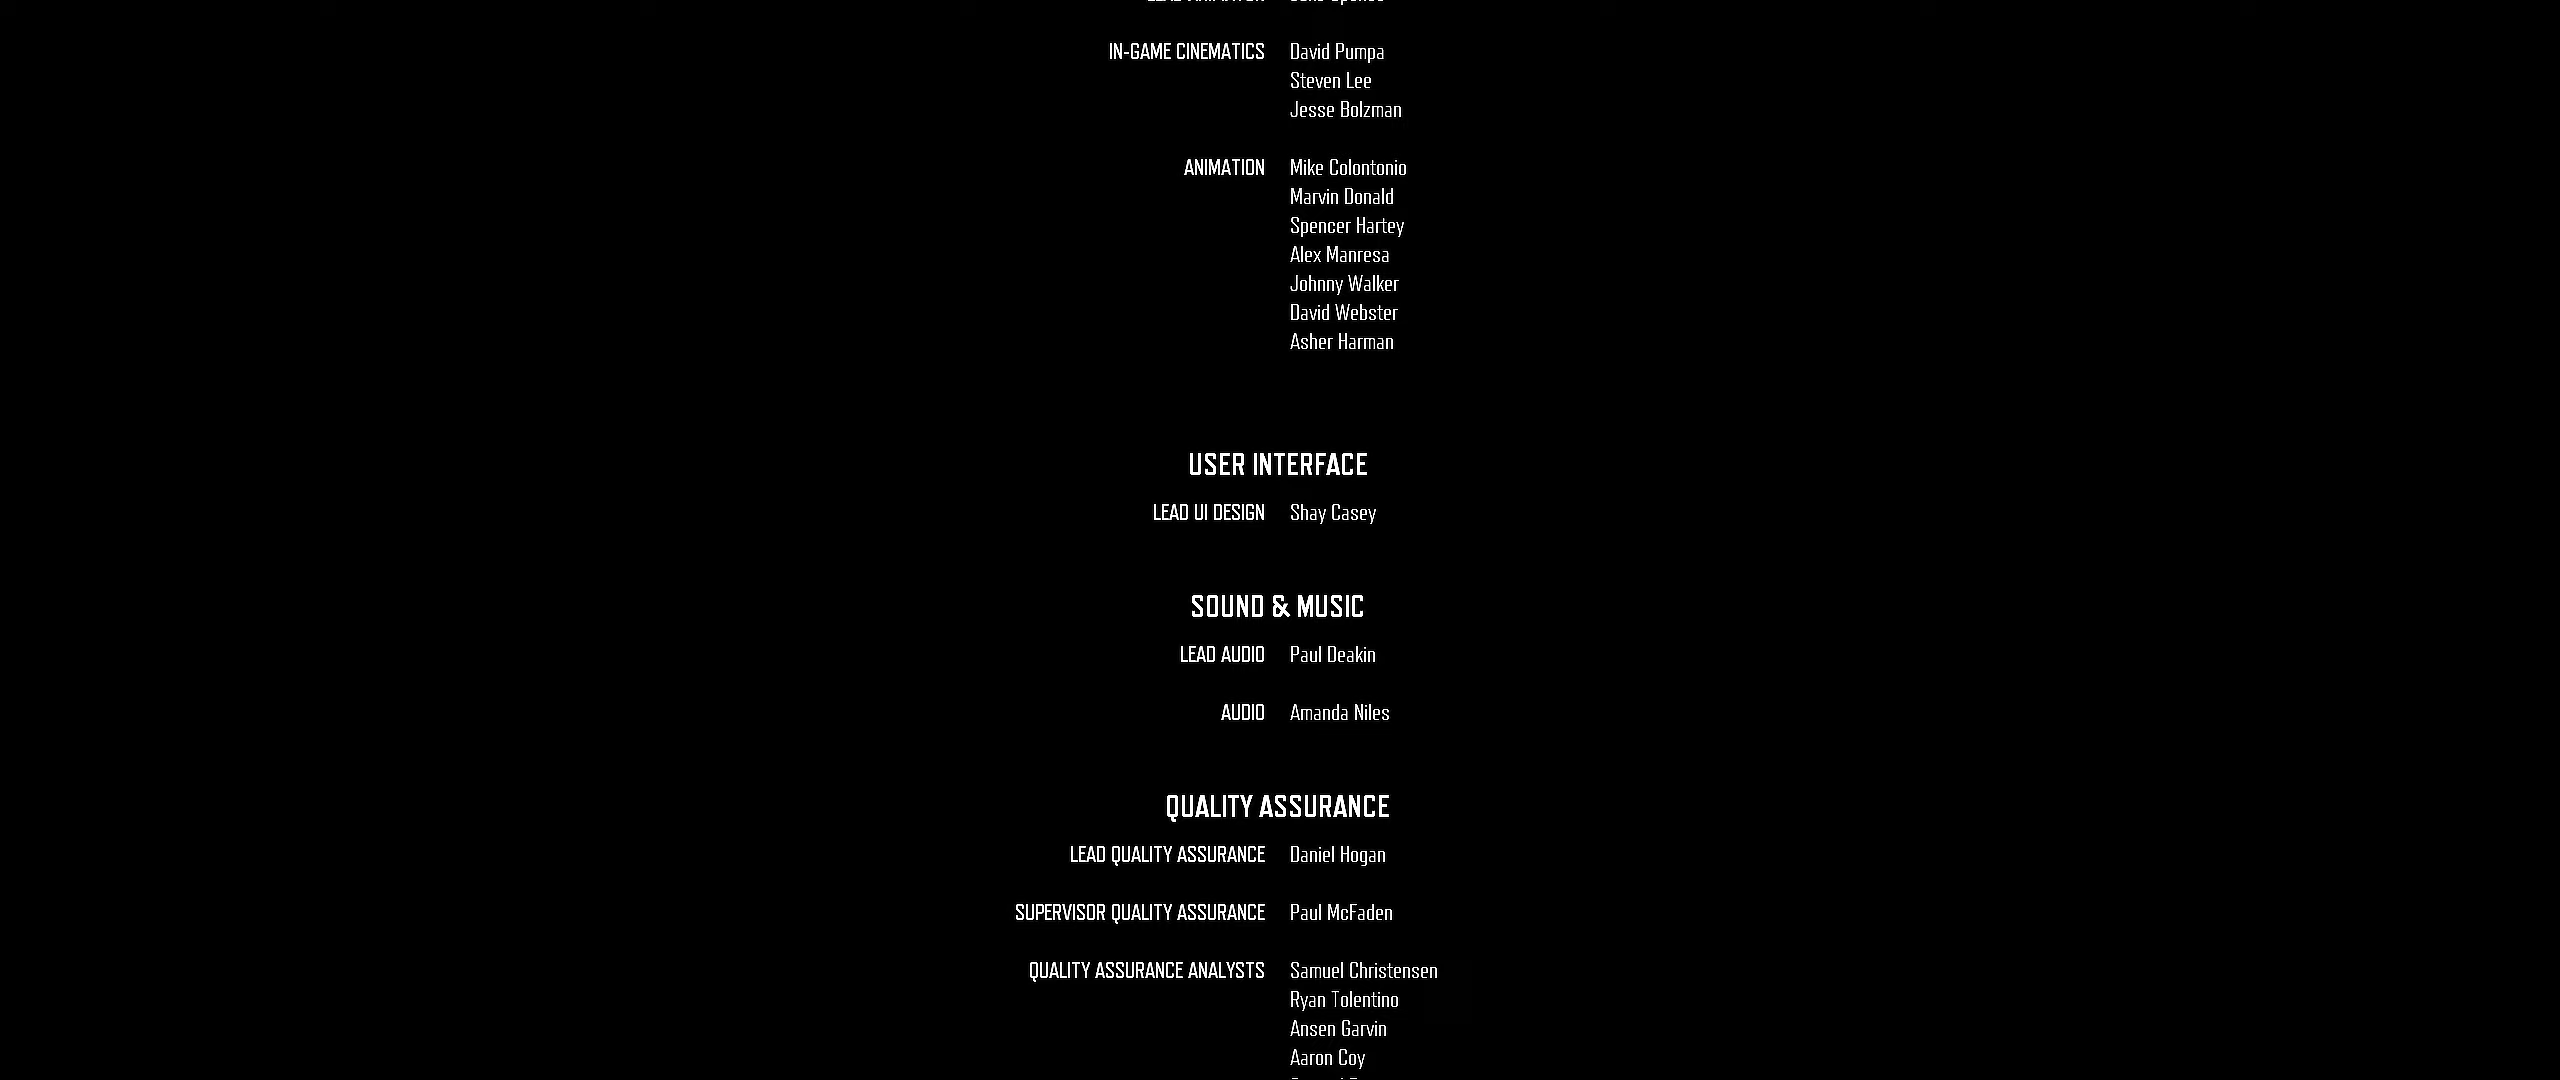 IN-GAME CINEMATICS David Pumpa
Steven Lee
Jesse Bolzman
ANIMATION Mike Colontonio
Marvin Donald
Spencer Hartey
Alex Manresa
Johnny Walker
David Webster
Asher Harman
USER INTERFACE
LEAD UI DESIGN Shay Casey
SOUND & MUSIC
LEAD AUDIO Paul Deakin
AUDIO Amanda Niles
QUALITY ASSURANCE
LEAD QUALITY ASSURANCE Daniel Hogan
SUPERVISOR QUALITY ASSURANCE Paul McFaden
QUALITY ASSURANCE ANALYSTS Samuel Christensen
Ryan Tolentino
Ansen Garvin
Aaron Coy